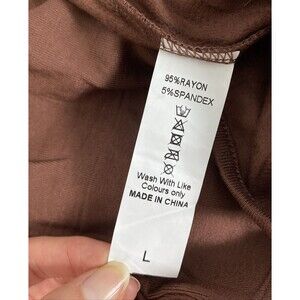 95%RAYON
5%SPANDEX
Wash With Like
Colours only
MADE IN CHINA
L